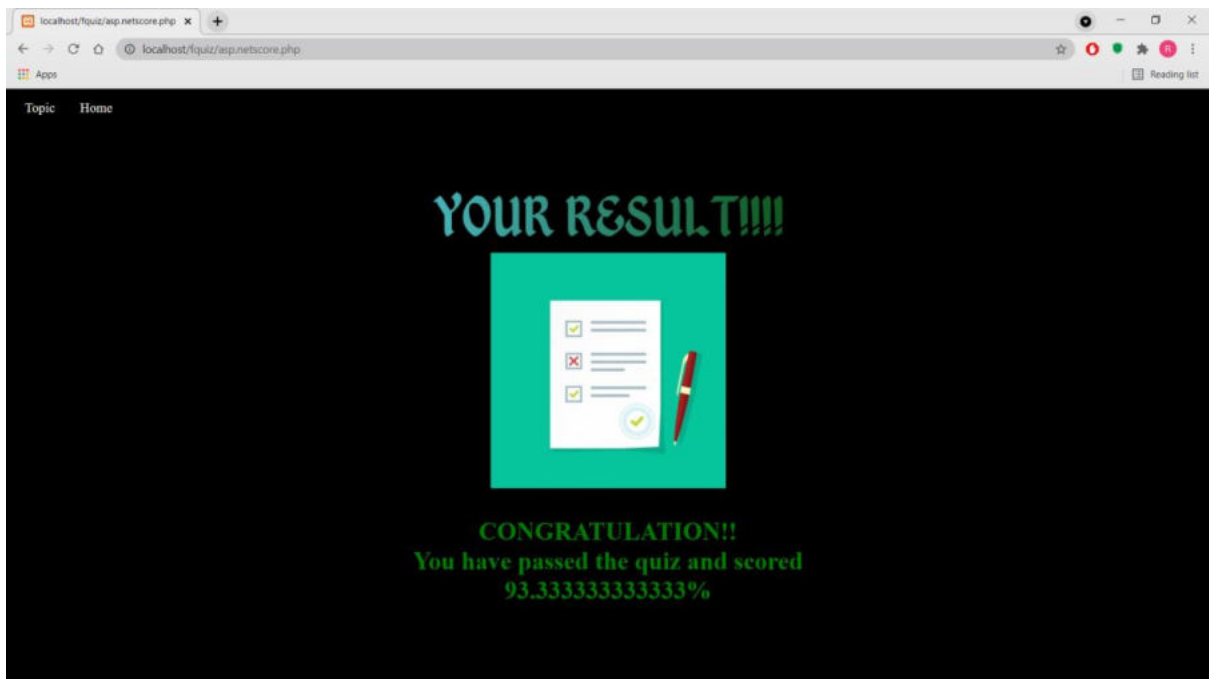 localhost/fquiz/asp.netscore.php
localhost/fquiz/asp.netscore.php
R
Apps
Reading list
Topic Home
YOUR RESULT!!!!
CONGRATULATION!!
You have passed the quiz and scored
93.333333333333%